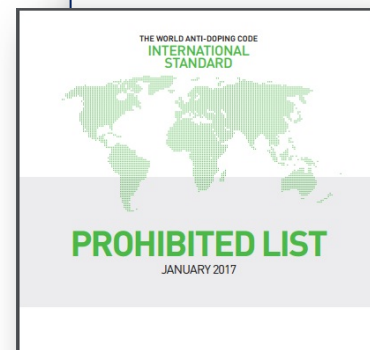 THE WORLD ANTI-DOPING CODE
INTERNATIONAL
STANDARD
PROHIBITED LIST
JANUARY 2017